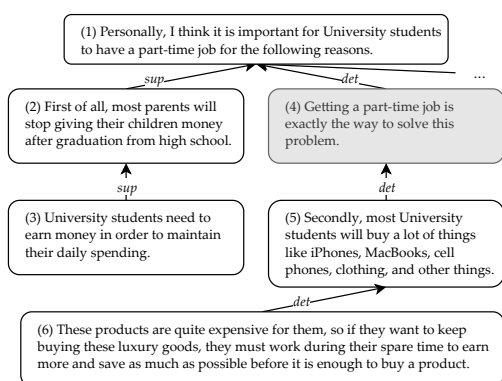 (1) Personally, I think it is important for University students
to have a part-time job for the following reasons.
sup
det
...
(2) First of all, most parents will
stop giving their children money
after graduation from high school.
(4) Getting a part-time job is
exactly the way to solve this
problem.
sup
det
(3) University students need to
earn money in order to maintain
their daily spending.
(5) Secondly, most University
students will buy a lot of things
like iPhones, MacBooks, cell
phones, clothing, and other things.
det
(6) These products are quite expensive for them, so if they want to keep
buying these luxury goods, they must work during their spare time to earn
more and save as much as possible before it is enough to buy a product.